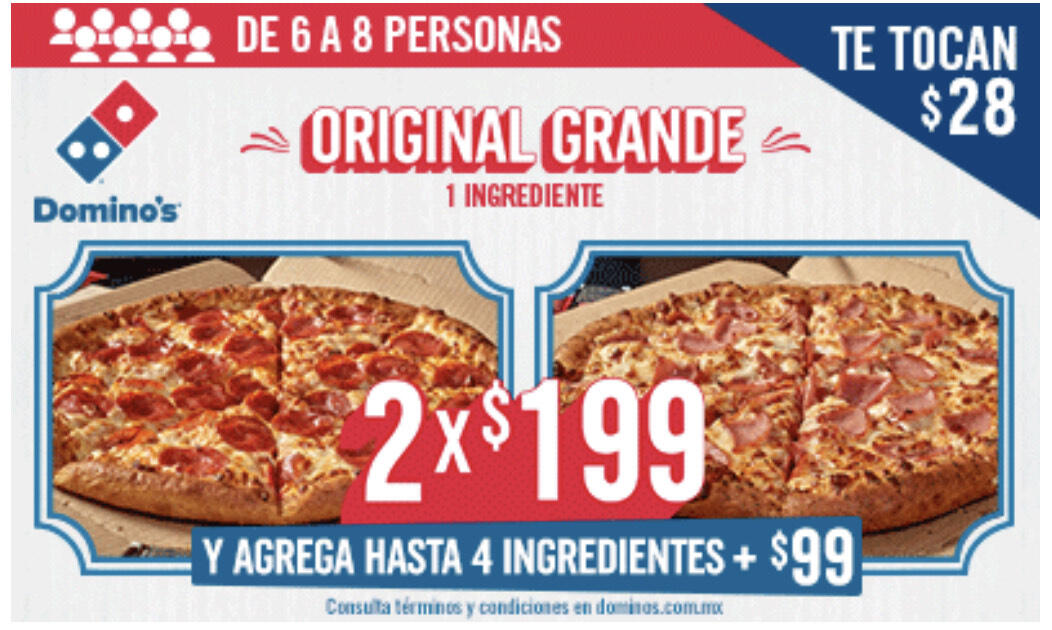 DE 6 A 8 PERSONAS
TE TOCAN
$28
Domino's
ORIGINAL GRANDE
1 INGREDIENTE
2x$199
Y AGREGA HASTA 4 INGREDIENTES + $99
Consulta términos y condiciones en dominos.com.mx